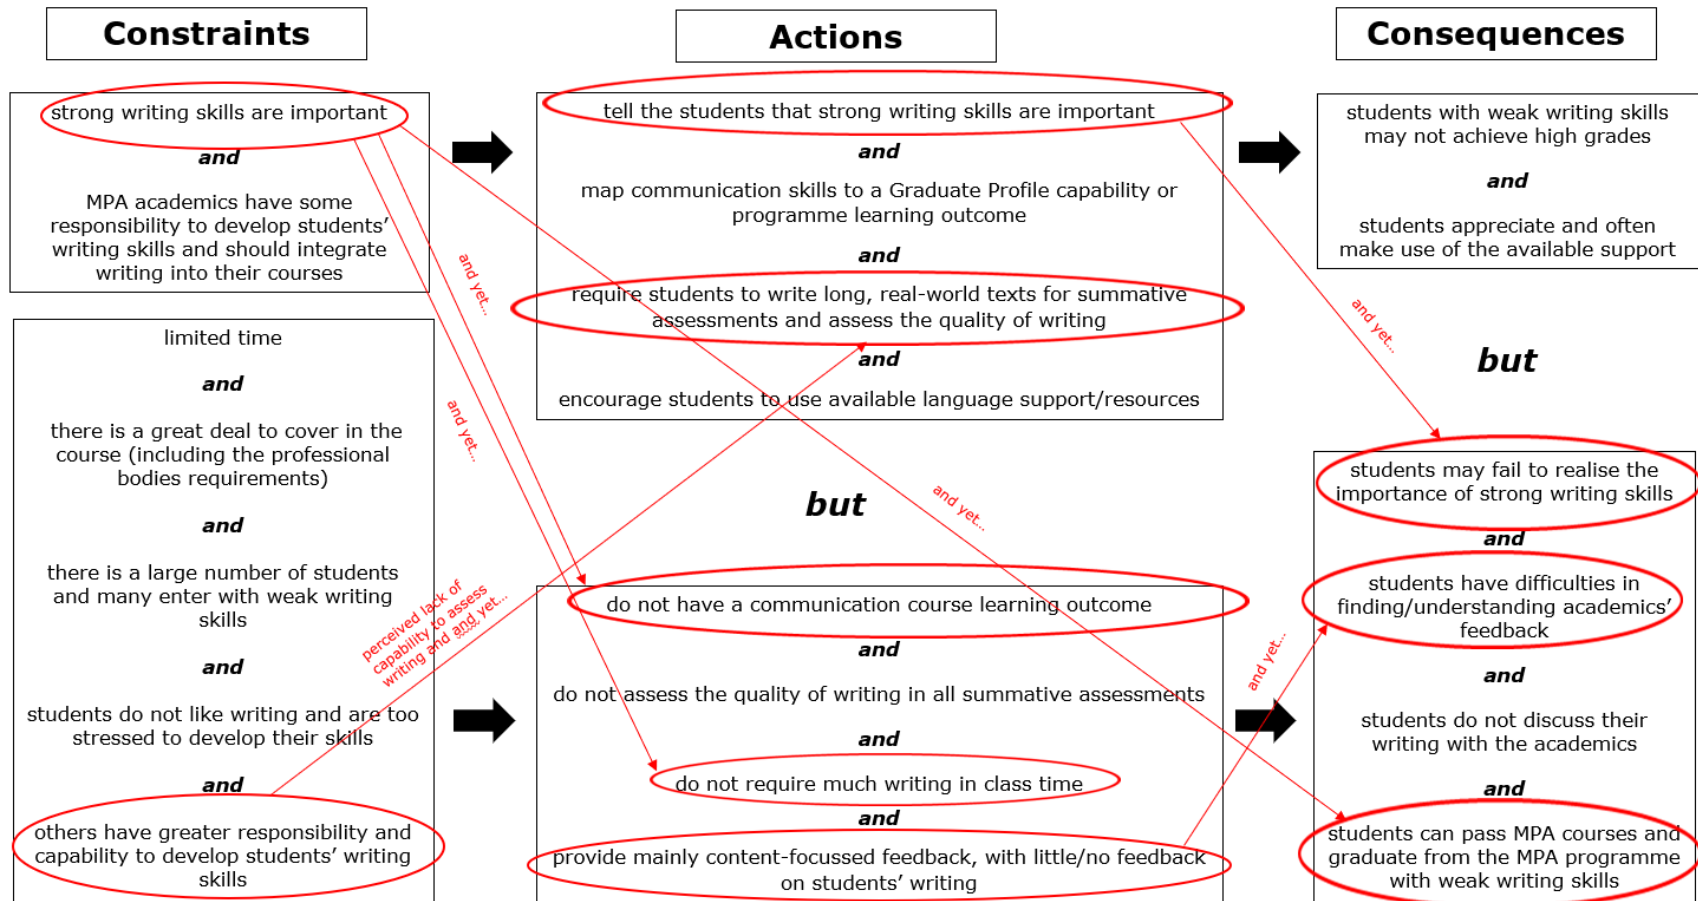 Constraints
strong writing skills are important
and
MPA academics have some
responsibility to develop students’
writing skills and should integrate
writing into their courses
limited time
and
there is a great deal to cover in the
course (including the professional
bodies requirements)
and
there is a large number of students
and many enter with weak writing
skills
and
students do not like writing and are too
stressed to develop their skills
and
others have greater responsibility and
capability to develop students’ writing
skills
Actions
tell the students that strong writing skills are important
and
map communication skills to a Graduate Profile capability or
programme learning outcome
and
require students to write long, real-world texts for summative
assessments and assess the quality of writing
and
encourage students to use available language support/resources
but
do not have a communication course learning outcome
and
do not assess the quality of writing in all summative assessments
and
do not require much writing in class time
and
provide mainly content-focussed feedback, with little/no feedback
on students’ writing
Consequences
students with weak writing skills
may not achieve high grades
and
students appreciate and often
make use of the available support
but
students may fail to realise the
importance of strong writing skills
and
students have difficulties in
finding/understanding academics’
feedback
and
students do not discuss their
writing with the academics
and
students can pass MPA courses and
graduate from the MPA programme
with weak writing skills
and yet...
and yet...
and yet...
and yet...
and yet...
perceived lack of
capability to assess
writing and and yet...